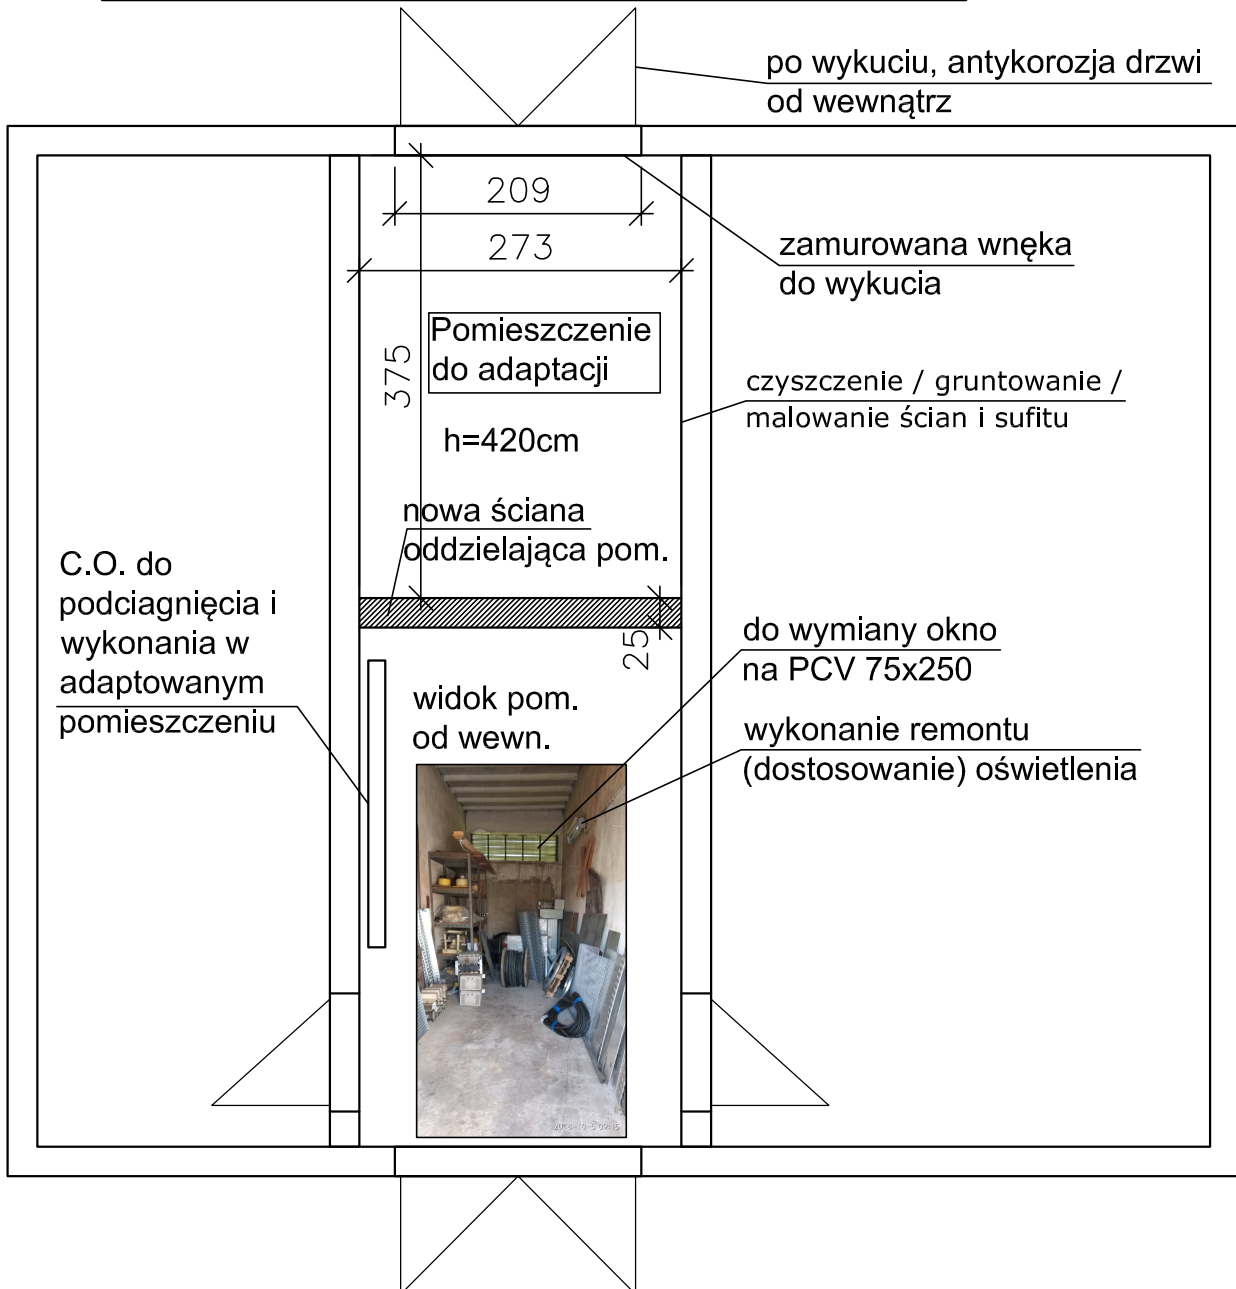 po wykuciu, antykorozja drzwi
od wewnątrz
209
273
zamurowana wnęka
do wykucia
Pomieszczenie
do adaptacji
375
czyszczenie / gruntowanie /
malowanie ścian i sufitu
h=420cm
nowa ściana
oddzielająca pom.
C.O. do
podciagnięcia i
wykonania w
adaptowanym
pomieszczeniu
25
do wymiany okno
na PCV 75x250
widok pom.
od wewn.
wykonanie remontu
(dostosowanie) oświetlenia